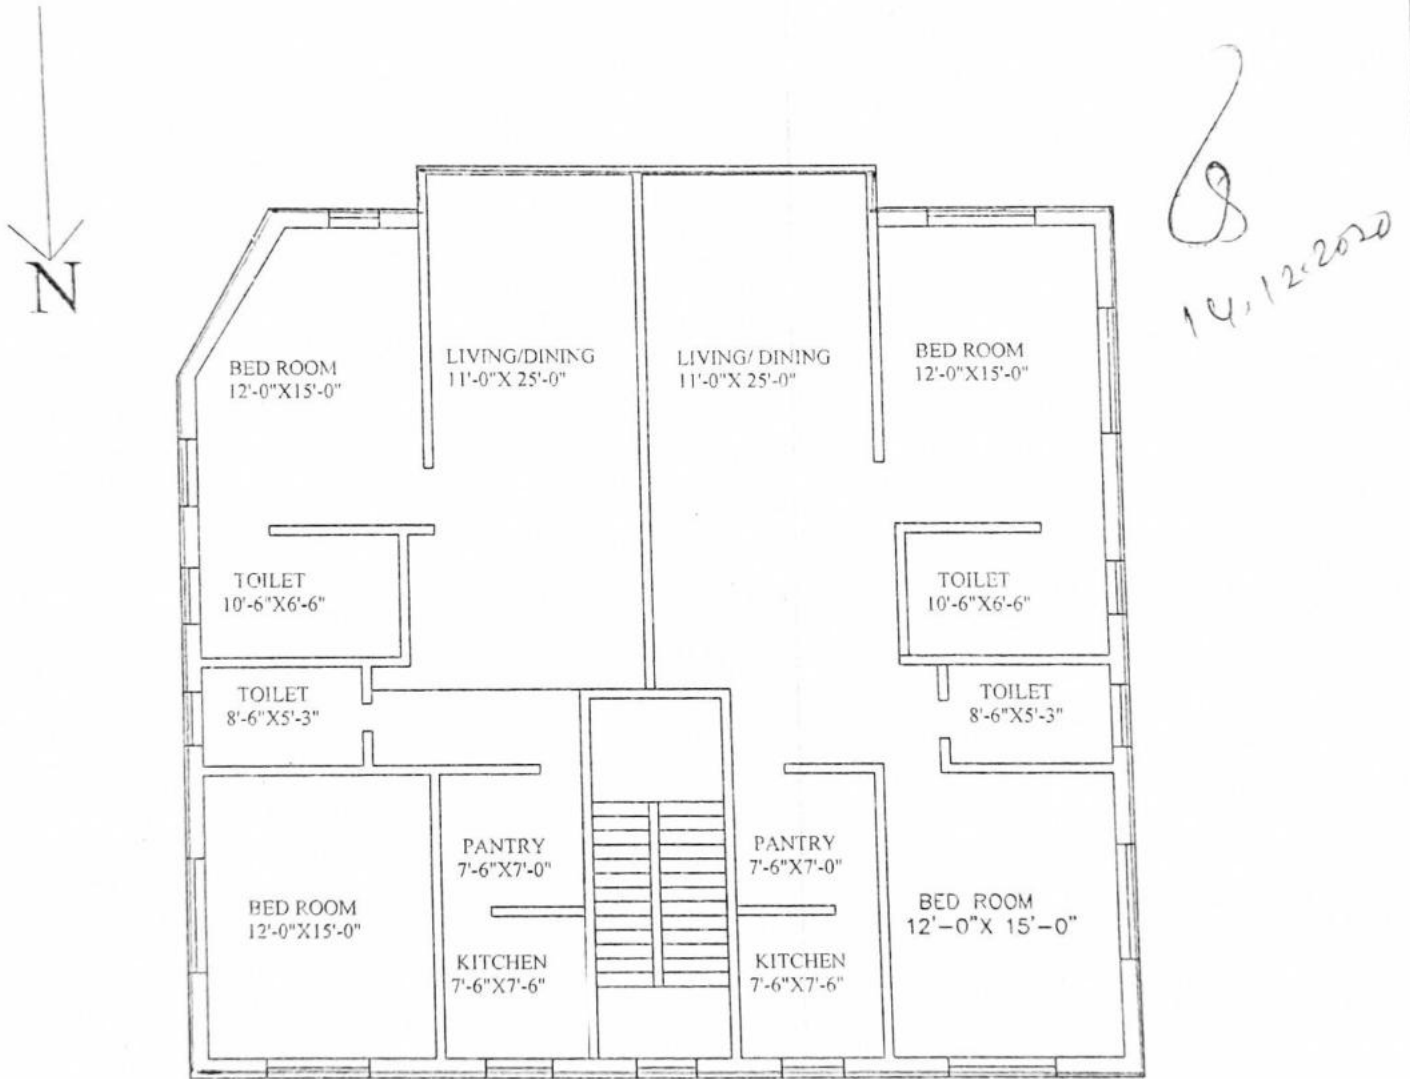 N
14.12.2020
BED ROOM
12'-0"X15'-0"
LIVING/DINING
11'-0"X 25'-0"
LIVING/ DINING
11'-0"X 25'-0"
BED ROOM
12'-0"X15'-0"
TOILET
10'-6"X6'-6"
TOILET
10'-6"X6'-6"
TOILET
8'-6"X5'-3"
TOILET
8'-6"X5'-3"
PANTRY
7'-6"X7'-0"
PANTRY
7'-6"X7'-0"
BED ROOM
12'-0"X15'-0"
BED ROOM
12'-0"X 15'-0"
KITCHEN
7'-6"X7'-6"
KITCHEN
7'-6"X7'-6"